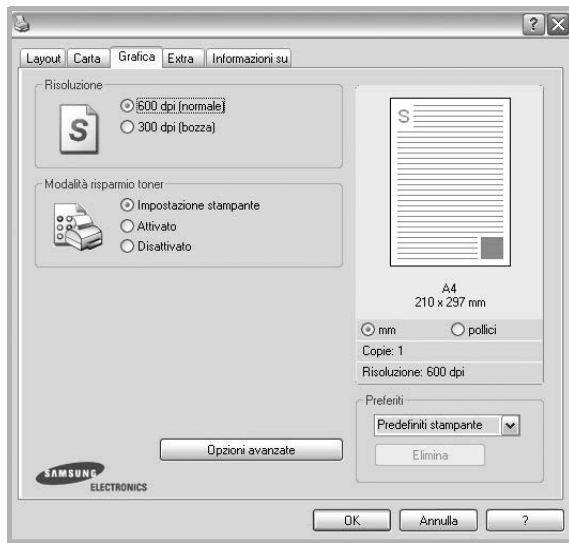 ?
Layout
Carta
Grafica
Extra
Informazioni su
Risoluzione
S
600 dpi (normale)
300 dpi (bozza)
Modalità risparmio toner
Impostazione stampante
Attivato
Disattivato
Opzioni avanzate
SAMSUNG
ELECTRONICS
S
A4
210 x 297 mm
mm
pollici
Copie: 1
Risoluzione: 600 dpi
Preferiti
Predefiniti stampante
Elimina
OK
Annulla
?